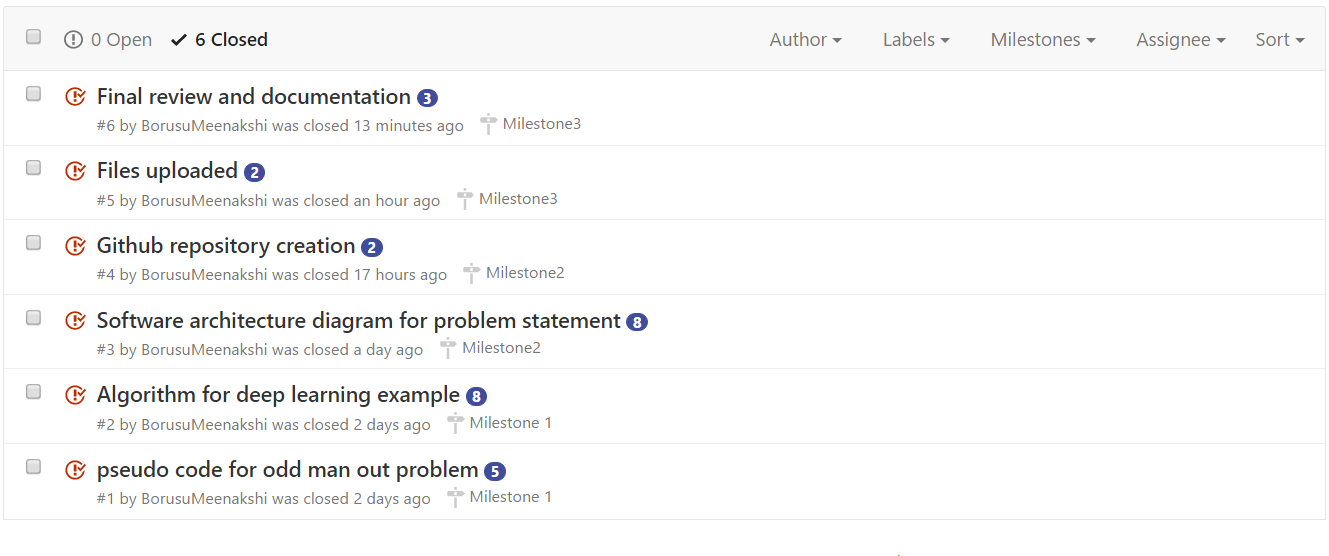 0 Open 6 Closed Author Labels Milestones Assignee Sort
Final review and documentation 3
#6 by BorusuMeenakshi was closed 13 minutes ago Milestone3
Files uploaded 2
#5 by BorusuMeenakshi was closed an hour ago Milestone3
Github repository creation 2
#4 by BorusuMeenakshi was closed 17 hours ago Milestone2
Software architecture diagram for problem statement 8
#3 by BorusuMeenakshi was closed a day ago Milestone2
Algorithm for deep learning example 8
#2 by BorusuMeenakshi was closed 2 days ago Milestone 1
pseudo code for odd man out problem 5
#1 by BorusuMeenakshi was closed 2 days ago Milestone 1